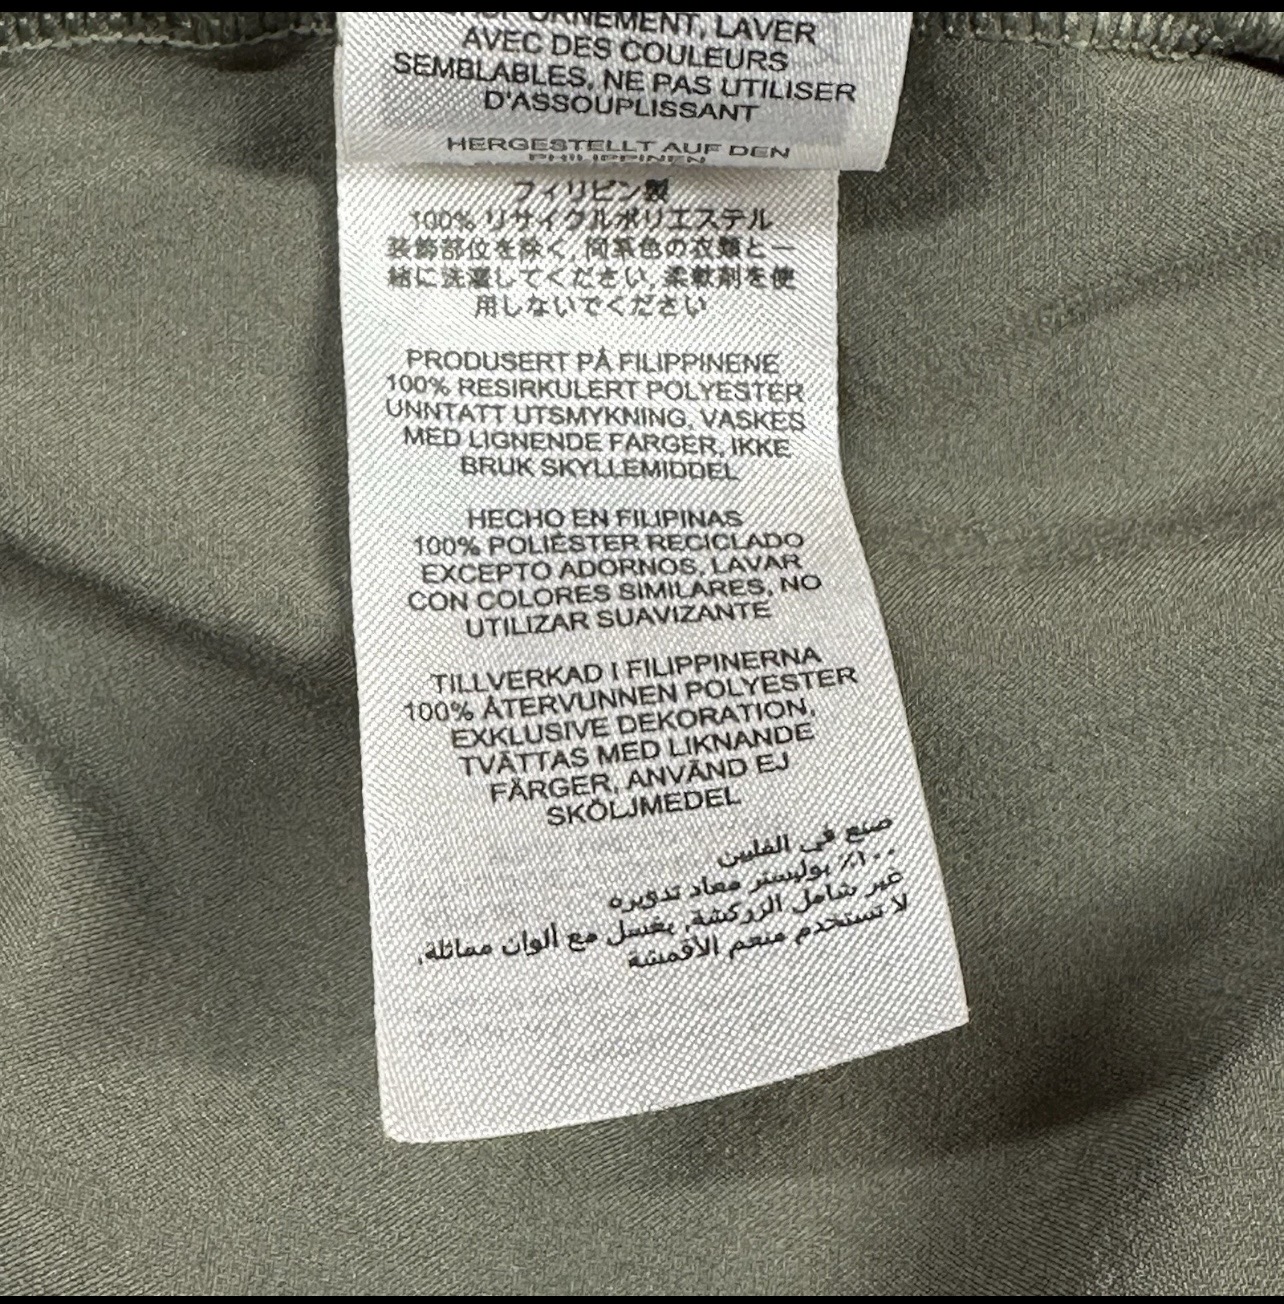 ORNEMENT, LAVER
AVEC DES COULEURS
SEMBLABLES, NE PAS UTILISER
D'ASSOUPLISSANT
HERGESTELLT AUF DEN
PHILIPPINEN
フィリピン製
100% リサイクルポリエステル
装飾部位を除く, 同系色の衣類と一
緒に洗濯してください, 柔軟剤を使
用しないでください
PRODUSERT PÅ FILIPPINENE
100% RESIRKULERT POLYESTER
UNNTATT UTSMYKNING, VASKES
MED LIGNENDE FARGER, IKKE
BRUK SKYLLEMIDDEL
HECHO EN FILIPINAS
100% POLIÉSTER RECICLADO
EXCEPTO ADORNOS, LAVAR
CON COLORES SIMILARES, NO
UTILIZAR SUAVIZANTE
TILLVERKAD I FILIPPINERNA
100% ÅTERVUNNEN POLYESTER
EXKLUSIVE DEKORATION,
TVÄTTAS MED LIKNANDE
FÄRGER, ANVÄND EJ
SKÖLJMEDEL
صنع في الفلبين
١٠٠٪ بوليستر معاد تدويره
غير شامل الزركشة, يغسل مع ألوان مماثلة,
لا تستخدم منعم الأقمشة